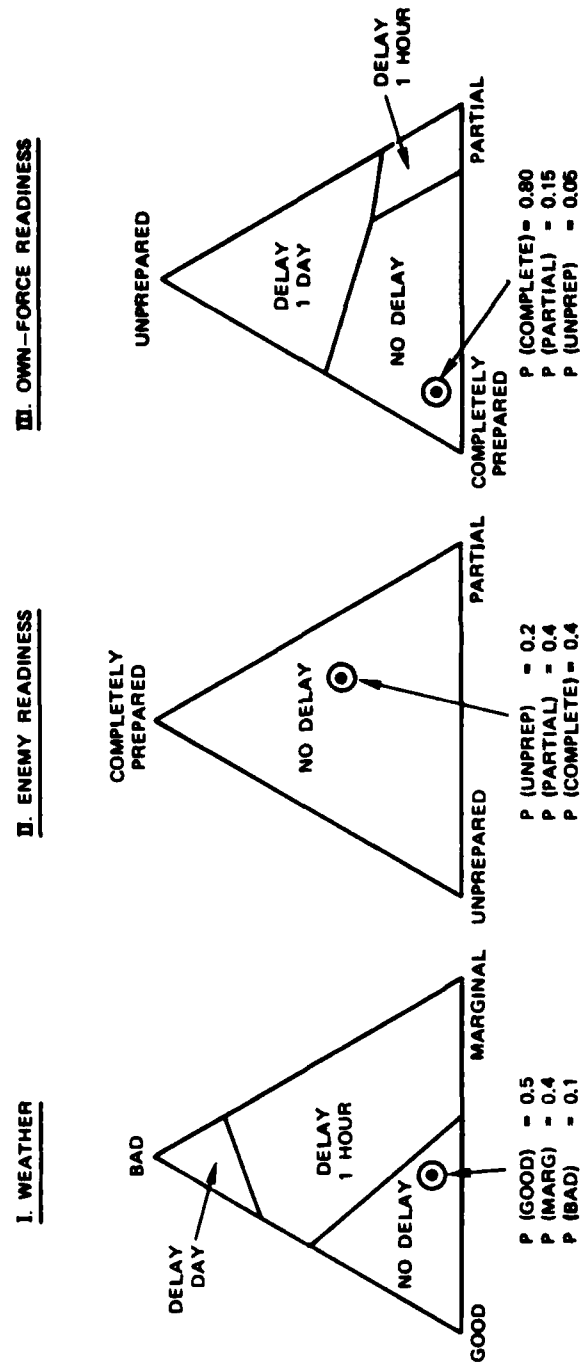 I. WEATHER
BAD
DELAY
DAY
DELAY
1 HOUR
NO DELAY
GOOD
MARGINAL
P (GOOD) = 0.5
P (MARG) = 0.4
P (BAD) = 0.1
II. ENEMY READINESS
COMPLETELY
PREPARED
NO DELAY
UNPREPARED
PARTIAL
P (UNPREP) = 0.2
P (PARTIAL) = 0.4
P (COMPLETE) = 0.4
III. OWN-FORCE READINESS
UNPREPARED
DELAY
1 DAY
NO DELAY
DELAY
1 HOUR
COMPLETELY
PREPARED
PARTIAL
P (COMPLETE) = 0.80
P (PARTIAL) = 0.15
P (UNPREP) = 0.05